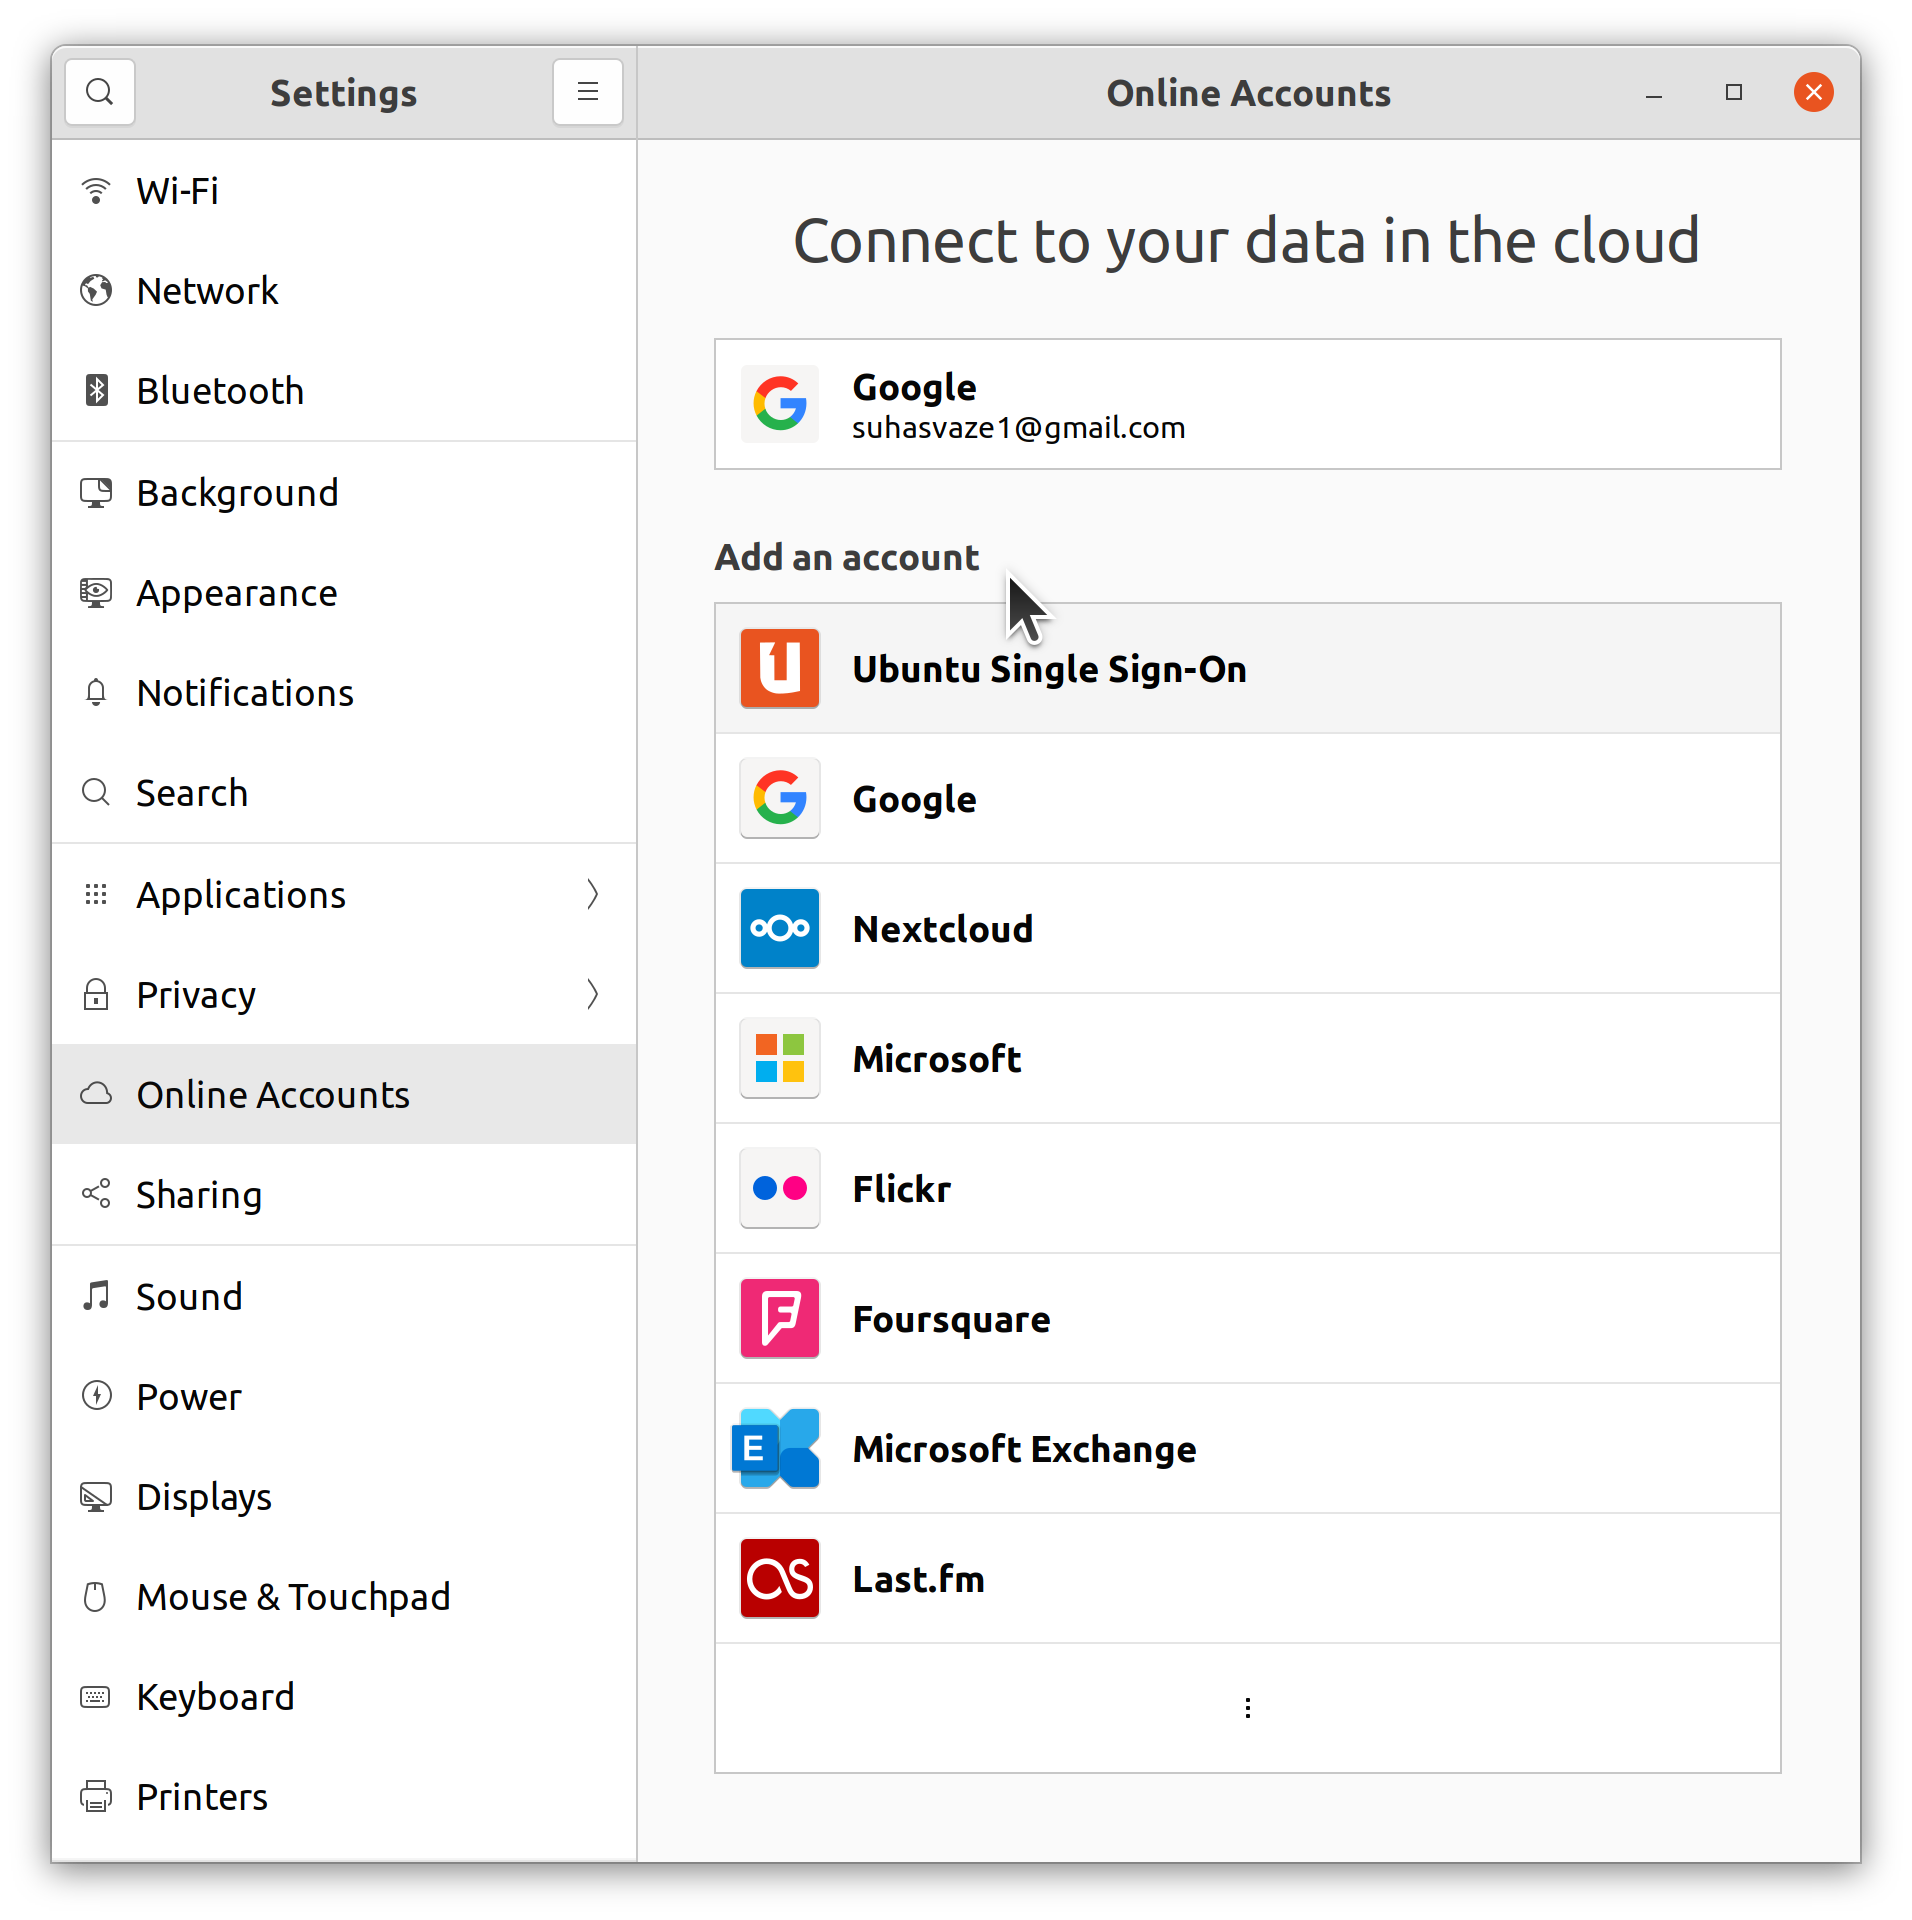 Settings
Online Accounts
Wi-Fi
Network
Bluetooth
Background
Appearance
Notifications
Search
Applications
Privacy
Online Accounts
Sharing
Sound
Power
Displays
Mouse & Touchpad
Keyboard
Printers
Connect to your data in the cloud
Google
suhasvaze1@gmail.com
Add an account
Ubuntu Single Sign-On
Google
Nextcloud
Microsoft
Flickr
Foursquare
E
Microsoft Exchange
Last.fm